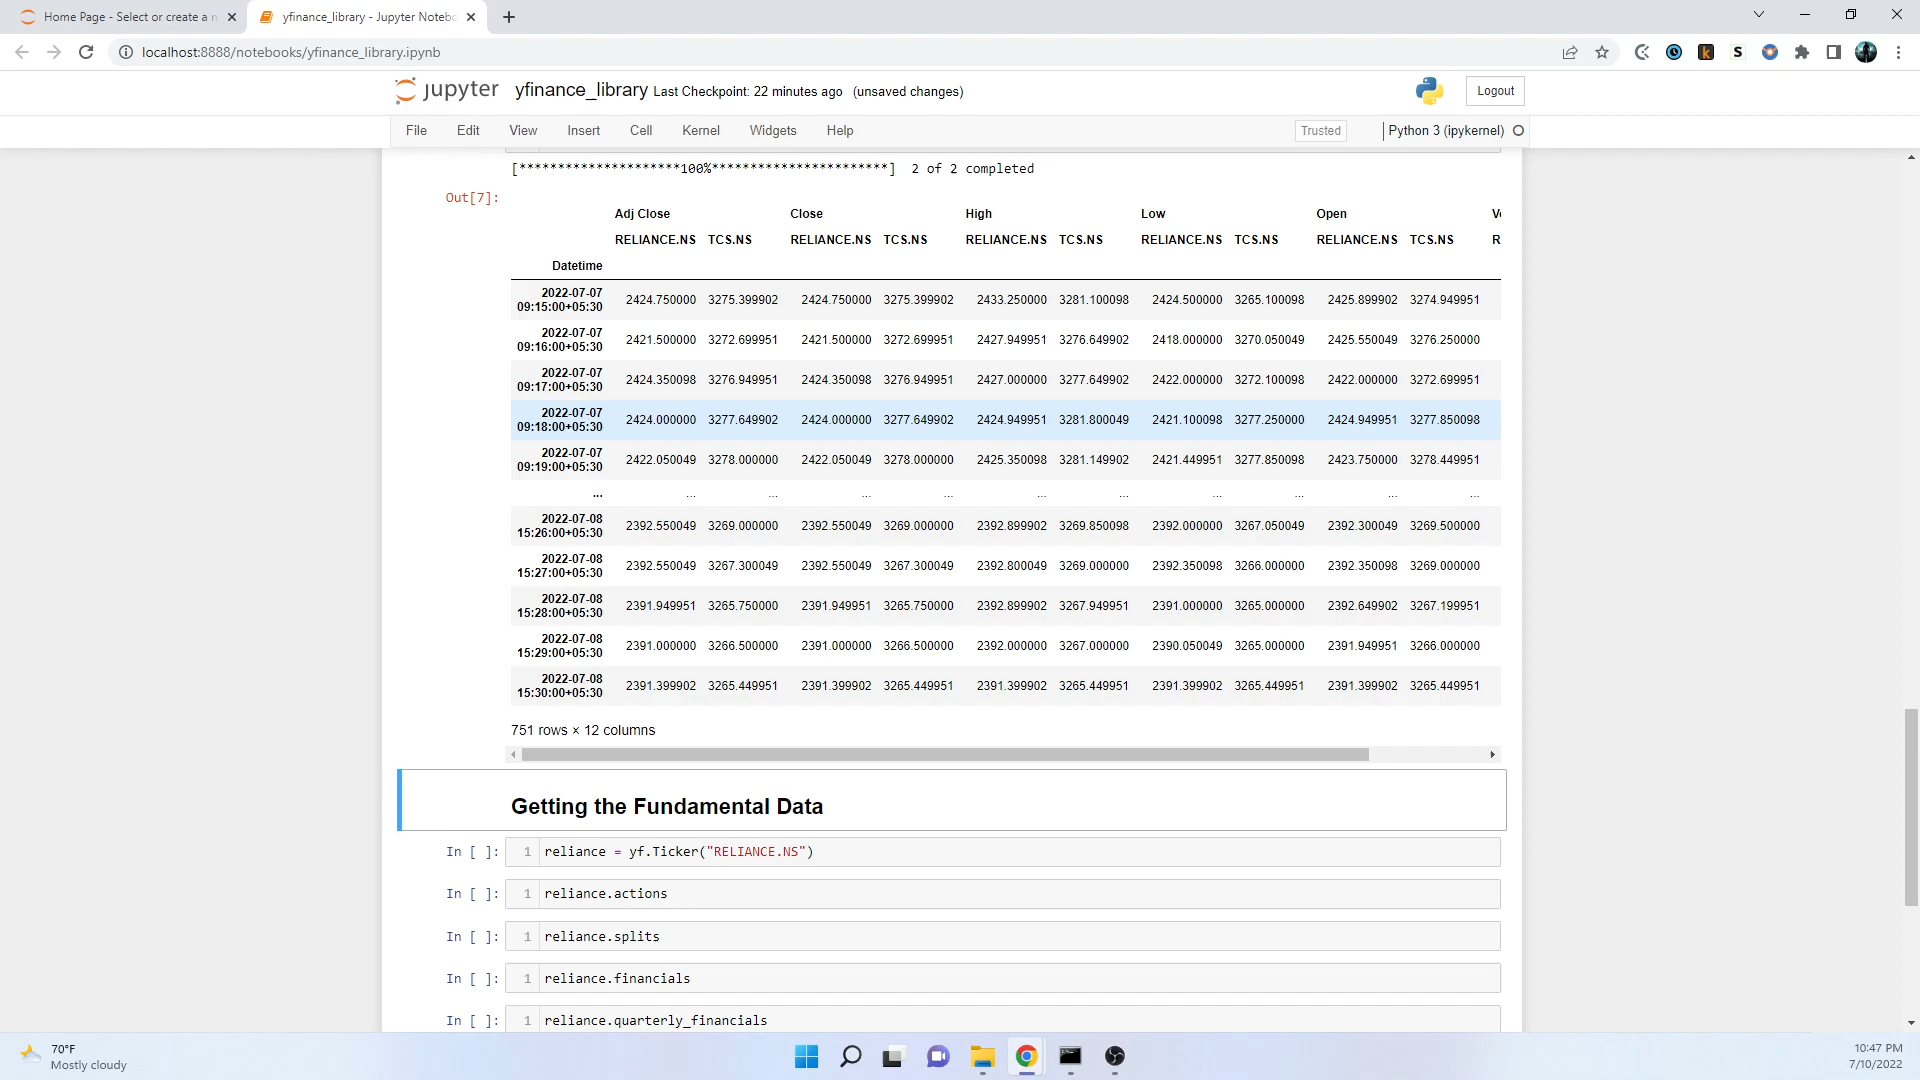 Home Page - Select or create a n
yfinance_library - Jupyter Notebo
localhost:8888/notebooks/yfinance_library.ipynb
jupyter yfinance_library Last Checkpoint: 22 minutes ago (unsaved changes)
Logout
File Edit View Insert Cell Kernel Widgets Help
Trusted
Python 3 (ipykernel)
[*********************100%***********************] 2 of 2 completed
Out[7]:
Adj Close Close High Low Open
RELIANCE.NS TCS.NS RELIANCE.NS TCS.NS RELIANCE.NS TCS.NS RELIANCE.NS TCS.NS RELIANCE.NS TCS.NS R
Datetime
2022-07-07
09:15:00+05:30 2424.750000 3275.399902 2424.750000 3275.399902 2433.250000 3281.100098 2424.500000 3265.100098 2425.899902 3274.949951
2022-07-07
09:16:00+05:30 2421.500000 3272.699951 2421.500000 3272.699951 2427.949951 3276.649902 2418.000000 3270.050049 2425.550049 3276.250000
2022-07-07
09:17:00+05:30 2424.350098 3276.949951 2424.350098 3276.949951 2427.000000 3277.649902 2422.000000 3272.100098 2422.000000 3272.699951
2022-07-07
09:18:00+05:30 2424.000000 3277.649902 2424.000000 3277.649902 2424.949951 3281.800049 2421.100098 3277.250000 2424.949951 3277.850098
2022-07-07
09:19:00+05:30 2422.050049 3278.000000 2422.050049 3278.000000 2425.350098 3281.149902 2421.449951 3277.850098 2423.750000 3278.449951
... ... ... ... ... ... ... ... ... ... ...
2022-07-08
15:26:00+05:30 2392.550049 3269.000000 2392.550049 3269.000000 2392.899902 3269.850098 2392.000000 3267.050049 2392.300049 3269.500000
2022-07-08
15:27:00+05:30 2392.550049 3267.300049 2392.550049 3267.300049 2392.800049 3269.000000 2392.350098 3266.000000 2392.350098 3269.000000
2022-07-08
15:28:00+05:30 2391.949951 3265.750000 2391.949951 3265.750000 2392.899902 3267.949951 2391.000000 3265.000000 2392.649902 3267.199951
2022-07-08
15:29:00+05:30 2391.000000 3266.500000 2391.000000 3266.500000 2392.000000 3267.000000 2390.050049 3265.000000 2391.949951 3266.000000
2022-07-08
15:30:00+05:30 2391.399902 3265.449951 2391.399902 3265.449951 2391.399902 3265.449951 2391.399902 3265.449951 2391.399902 3265.449951
751 rows × 12 columns
Getting the Fundamental Data
In [ ]: 1 reliance = yf.Ticker("RELIANCE.NS")
In [ ]: 1 reliance.actions
In [ ]: 1 reliance.splits
In [ ]: 1 reliance.financials
In [ ]: 1 reliance.quarterly_financials
70°F
Mostly cloudy
10:47 PM
7/10/2022